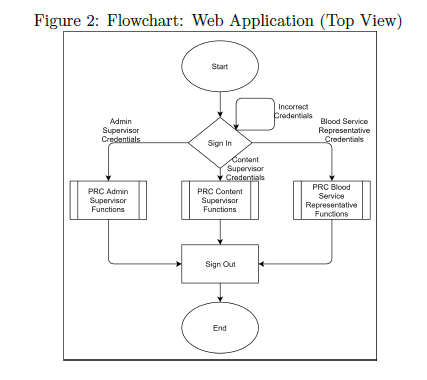 Figure 2: Flowchart: Web Application (Top View)
Start
Incorrect
Credentials
Admin
Supervisor
Credentials
Sign In
Blood Service
Representative
Credentials
Content
Supervisor
Credentials
PRC Admin
Supervisor
Functions
PRC Content
Supervisor
Functions
PRC Blood
Service
Representative
Functions
Sign Out
End